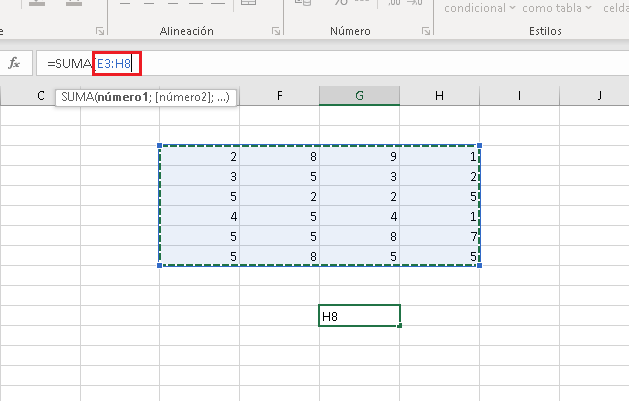 condicional ˅ como tabla ˅ celda
Alineación Número Estilos
fx =SUMA(E3:H8
C F G H I J
SUMA(número1; [número2]; ...)
2 8 9 1
3 5 3 2
5 2 2 5
4 5 4 1
5 5 8 7
5 8 5 5
H8